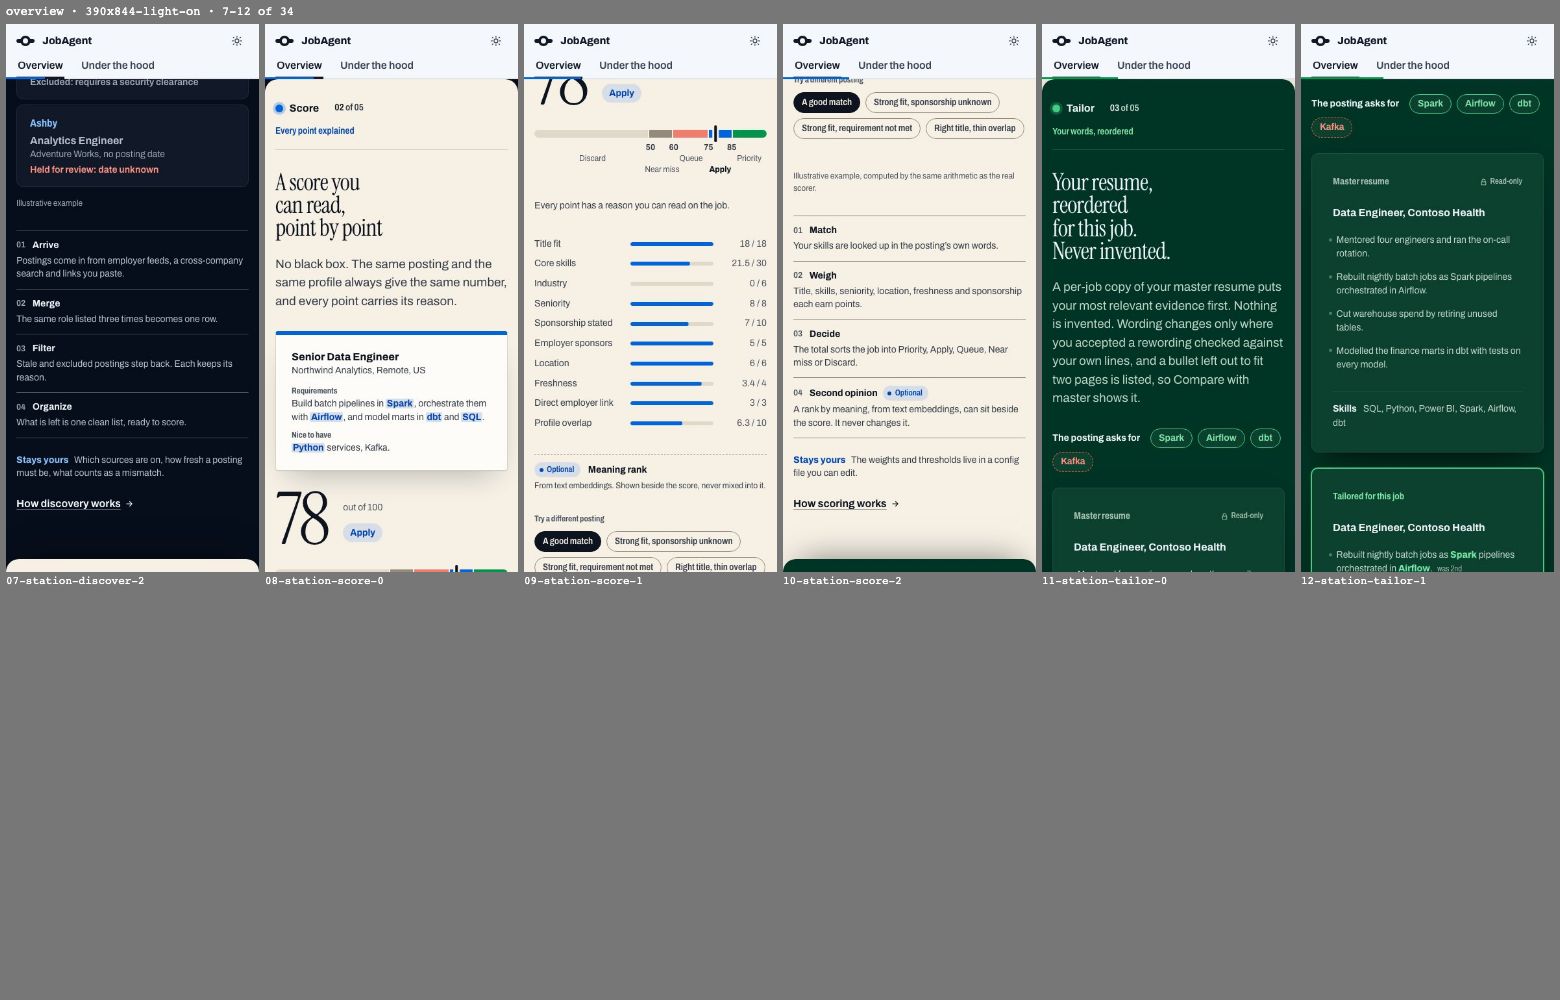 overview • 390x844-light-on • 7-12 of 34
JobAgent
Overview Under the hood
Excluded: requires a security clearance
Ashby
Analytics Engineer
Adventure Works, no posting date
Held for review: date unknown
Illustrative example
01 Arrive
Postings come in from employer feeds, a cross-company
search and links you paste.
02 Merge
The same role listed three times becomes one row.
03 Filter
Stale and excluded postings step back. Each keeps its
reason.
04 Organize
What is left is one clean list, ready to score.
Stays yours Which sources are on, how fresh a posting
must be, what counts as a mismatch.
How discovery works →
07-station-discover-2
JobAgent
Overview Under the hood
Score 02 of 05
Every point explained
A score you
can read,
point by point
No black box. The same posting and the
same profile always give the same number,
and every point carries its reason.
Senior Data Engineer
Northwind Analytics, Remote, US
Requirements
Build batch pipelines in Spark, orchestrate them
with Airflow, and model marts in dbt and SQL.
Nice to have
Python services, Kafka.
78 out of 100
Apply
08-station-score-0
JobAgent
Overview Under the hood
78 Apply
50 60 75 85
Discard Queue Priority
Near miss Apply
Every point has a reason you can read on the job.
Title fit 18 / 18
Core skills 21.5 / 30
Industry 0 / 6
Seniority 8 / 8
Sponsorship stated 7 / 10
Employer sponsors 5 / 5
Location 6 / 6
Freshness 3.4 / 4
Direct employer link 3 / 3
Profile overlap 6.3 / 10
Optional Meaning rank
From text embeddings. Shown beside the score, never mixed into it.
Try a different posting
A good match Strong fit, sponsorship unknown
Strong fit, requirement not met Right title, thin overlap
09-station-score-1
JobAgent
Overview Under the hood
Try a different posting
A good match Strong fit, sponsorship unknown
Strong fit, requirement not met Right title, thin overlap
Illustrative example, computed by the same arithmetic as the real
scorer.
01 Match
Your skills are looked up in the posting's own words.
02 Weigh
Title, skills, seniority, location, freshness and sponsorship
each earn points.
03 Decide
The total sorts the job into Priority, Apply, Queue, Near
miss or Discard.
04 Second opinion Optional
A rank by meaning, from text embeddings, can sit beside
the score. It never changes it.
Stays yours The weights and thresholds live in a config
file you can edit.
How scoring works →
10-station-score-2
JobAgent
Overview Under the hood
Tailor 03 of 05
Your words, reordered
Your resume,
reordered
for this job.
Never invented.
A per-job copy of your master resume puts
your most relevant evidence first. Nothing
is invented. Wording changes only where
you accepted a rewording checked against
your own lines, and a bullet left out to fit
two pages is listed, so Compare with
master shows it.
The posting asks for Spark Airflow dbt
Kafka
Master resume Read-only
Data Engineer, Contoso Health
11-station-tailor-0
JobAgent
Overview Under the hood
The posting asks for Spark Airflow dbt
Kafka
Master resume Read-only
Data Engineer, Contoso Health
Mentored four engineers and ran the on-call
rotation.
Rebuilt nightly batch jobs as Spark pipelines
orchestrated in Airflow.
Cut warehouse spend by retiring unused
tables.
Modelled the finance marts in dbt with tests on
every model.
Skills SQL, Python, Power BI, Spark, Airflow,
dbt
Tailored for this job
Data Engineer, Contoso Health
Rebuilt nightly batch jobs as Spark pipelines
orchestrated in Airflow. was 2nd
12-station-tailor-1